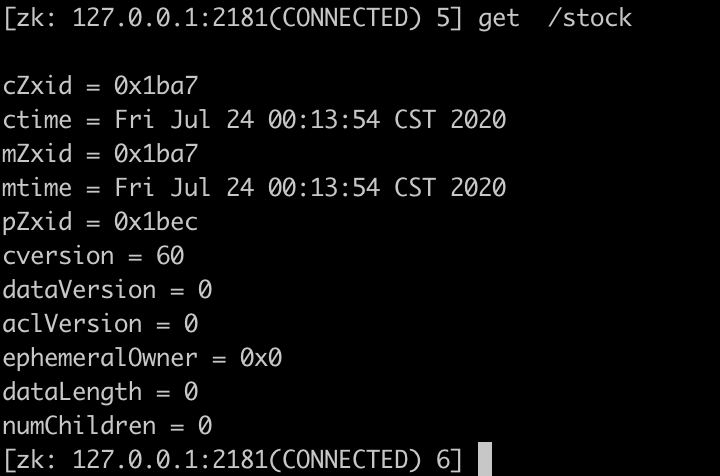 [zk: 127.0.0.1:2181(CONNECTED) 5] get  /stock

cZxid = 0x1ba7
ctime = Fri Jul 24 00:13:54 CST 2020
mZxid = 0x1ba7
mtime = Fri Jul 24 00:13:54 CST 2020
pZxid = 0x1bec
cversion = 60
dataVersion = 0
aclVersion = 0
ephemeralOwner = 0x0
dataLength = 0
numChildren = 0
[zk: 127.0.0.1:2181(CONNECTED) 6]